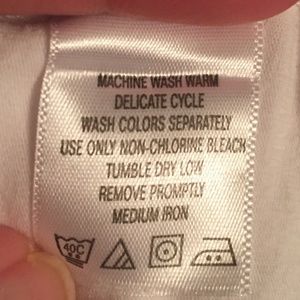 MACHINE WASH WARM
DELICATE CYCLE
WASH COLORS SEPARATELY
USE ONLY NON-CHLORINE BLEACH
TUMBLE DRY LOW
REMOVE PROMPTLY
MEDIUM IRON
40C